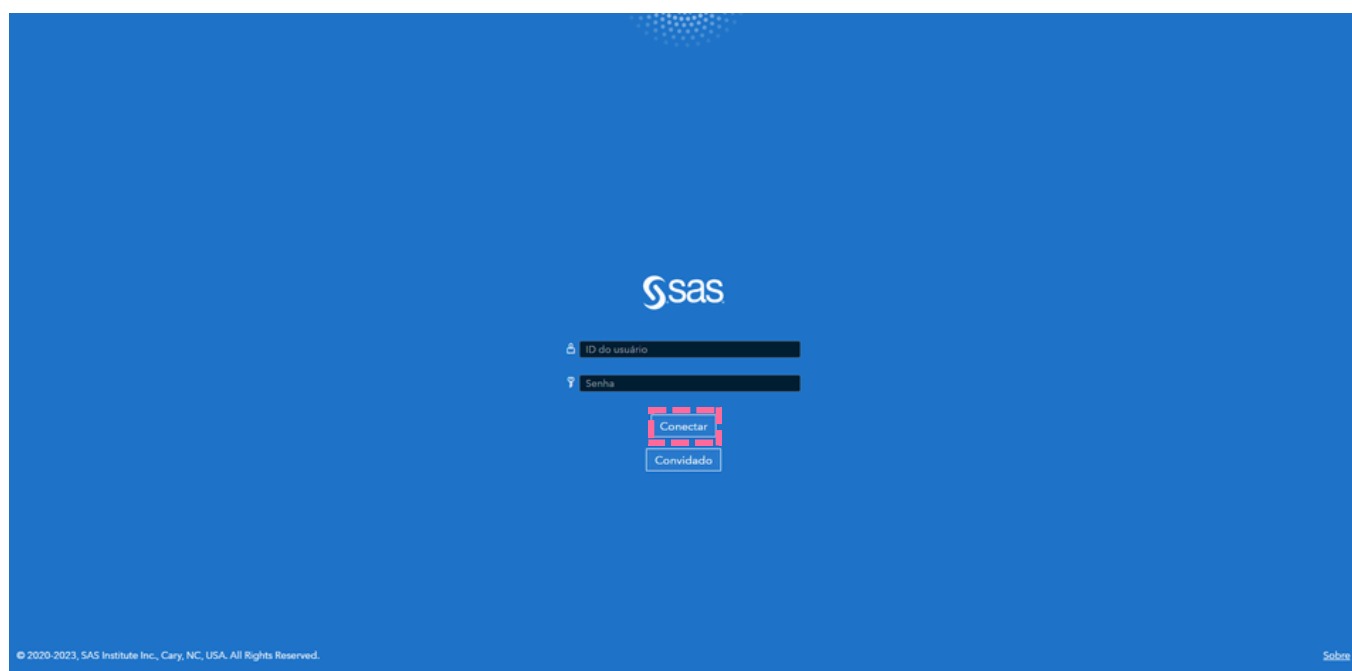 sas
ID do usuário
Senha
Conectar
Convidado
© 2020-2023, SAS Institute Inc., Cary, NC, USA. All Rights Reserved.
Sobre